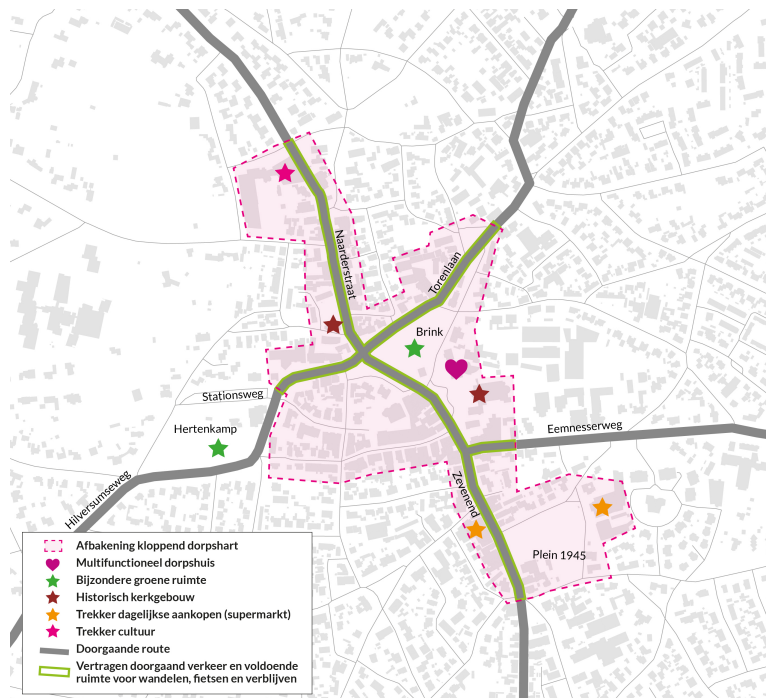 Naarderstraat
Torenlaan
Brink
Stationsweg
Hertenkamp
Eemnesserweg
Hilversumseweg
Zevenend
Plein 1945
Afbakening kloppend dorpshart
Multifunctioneel dorpshuis
Bijzondere groene ruimte
Historisch kerkgebouw
Trekker dagelijkse aankopen (supermarkt)
Trekker cultuur
Doorgaande route
Vertragen doorgaand verkeer en voldoende
ruimte voor wandelen, fietsen en verblijven